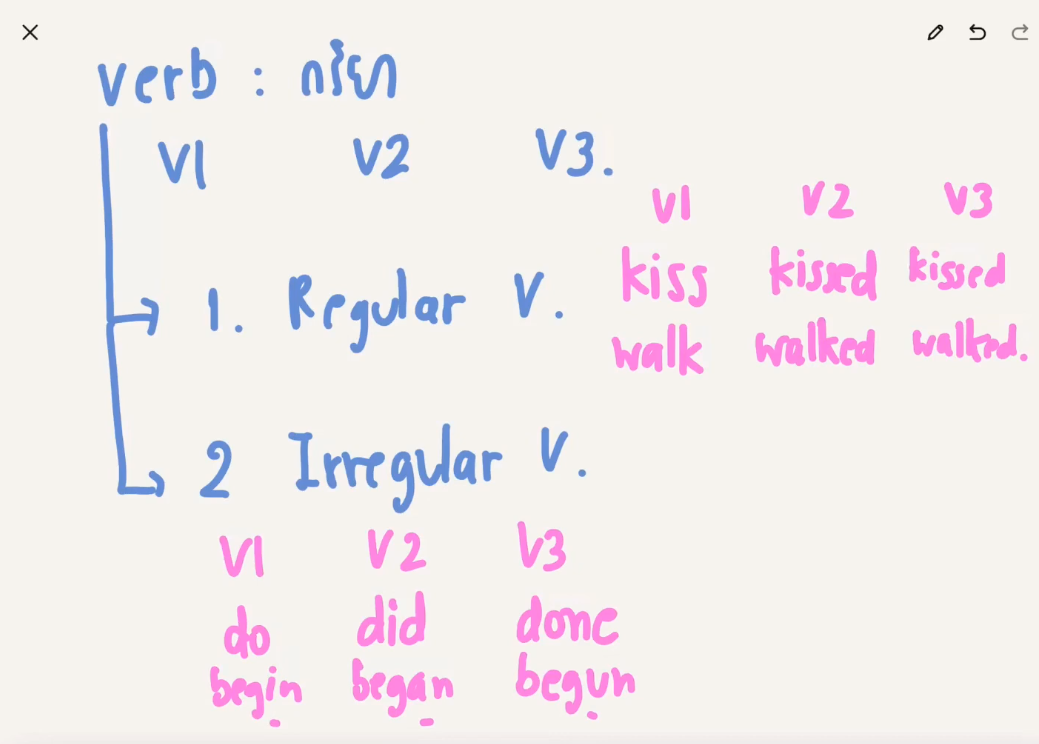 verb : กริยา
V1 V2 V3.
V1 V2 V3
kiss kissed kissed
1. Regular V.
walk walked walked.
2 Irregular V.
V1 V2 V3
do did done
begin began begun